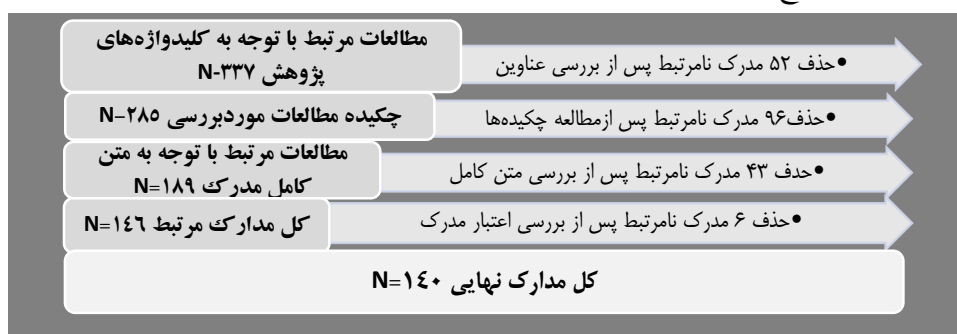 مطالعات مرتبط با توجه به کلیدواژه‌های
پژوهش N-۳۳۷
•حذف ۵۲ مدرک نامرتبط پس از بررسی عناوین
چکیده مطالعات موردبررسی N-۲۸۵
•حذف۹۶ مدرک نامرتبط پس ازمطالعه چکیده‌ها
مطالعات مرتبط با توجه به متن
کامل مدرک N=۱۸۹
•حدف ۴۳ مدرک نامرتبط پس از بررسی متن کامل
کل مدارک مرتبط N=۱٤٦
•حذف ۶ مدرک نامرتبط پس از بررسی اعتبار مدرک
کل مدارک نهایی N=۱٤۰